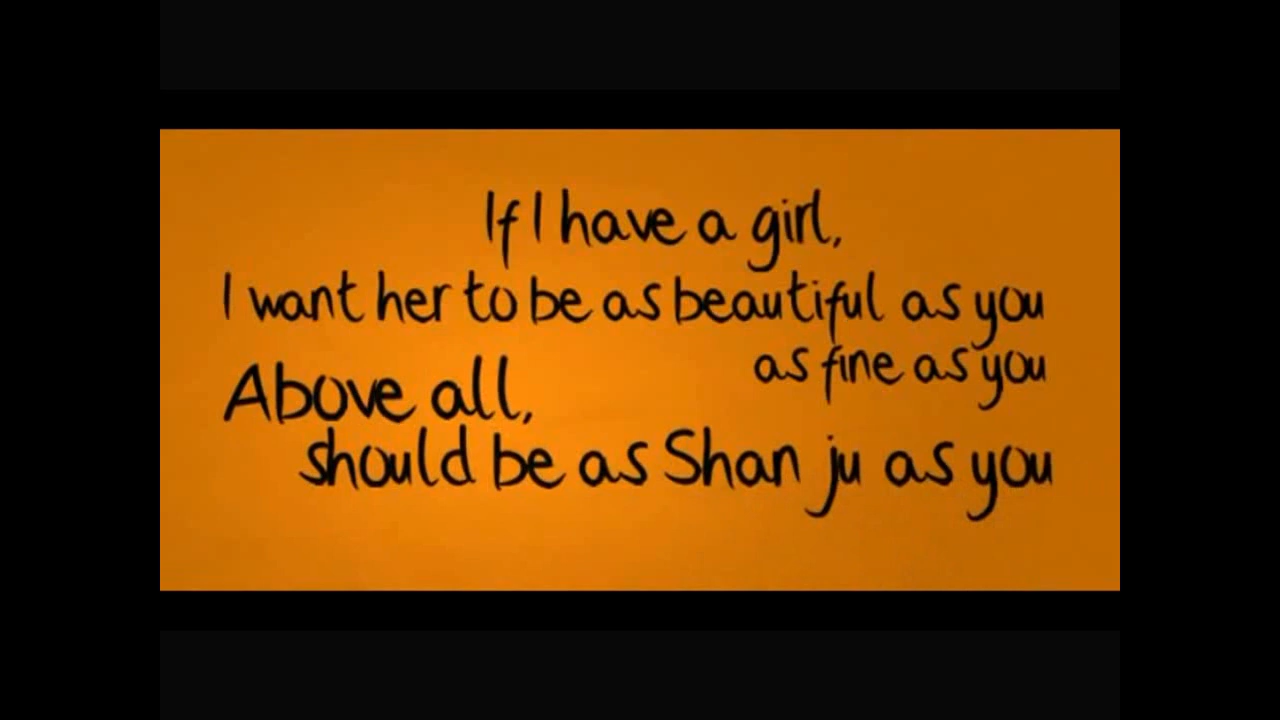 If I have a girl,
I want her to be as beautiful as you
as fine as you
Above all,
should be as Shan ju as you